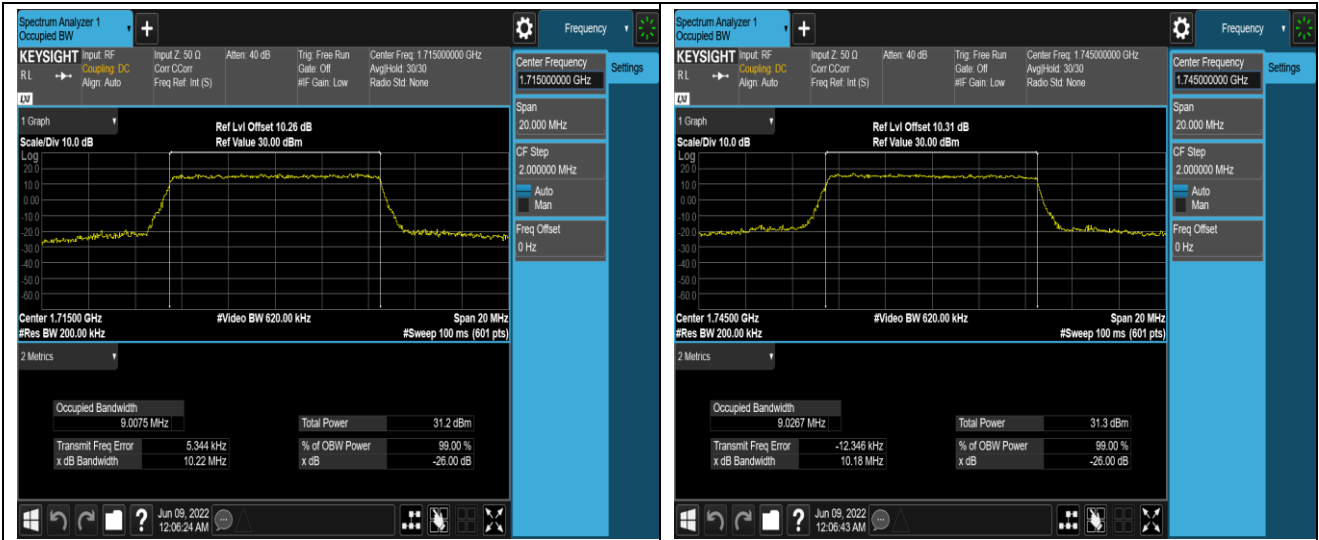 Spectrum Analyzer 1
Occupied BW
+
Frequency
KEYSIGHT
RL
LXI
Input: RF
Coupling: DC
Align: Auto
Input Z: 50 Ω
Corr CCorr
Freq Ref: Int (S)
Atten: 40 dB
Trig: Free Run
Gate: Off
#IF Gain: Low
Center Freq: 1.715000000 GHz
Avg|Hold: 30/30
Radio Std: None
Center Frequency
1.715000000 GHz
Settings
Span
20.000 MHz
CF Step
2.000000 MHz
Auto
Man
Freq Offset
0 Hz
1 Graph
Scale/Div 10.0 dB
Ref Lvl Offset 10.26 dB
Ref Value 30.00 dBm
Log
20.0
10.0
0.00
-10.0
-20.0
-30.0
-40.0
-50.0
-60.0
Center 1.71500 GHz
#Video BW 620.00 kHz
Span 20 MHz
#Res BW 200.00 kHz
#Sweep 100 ms (601 pts)
2 Metrics
Occupied Bandwidth
9.0075 MHz
Total Power 31.2 dBm
Transmit Freq Error 5.344 kHz
% of OBW Power 99.00 %
x dB Bandwidth 10.22 MHz
x dB -26.00 dB
?
Jun 09, 2022
12:06:24 AM
Spectrum Analyzer 1
Occupied BW
+
Frequency
KEYSIGHT
RL
LXI
Input: RF
Coupling: DC
Align: Auto
Input Z: 50 Ω
Corr CCorr
Freq Ref: Int (S)
Atten: 40 dB
Trig: Free Run
Gate: Off
#IF Gain: Low
Center Freq: 1.745000000 GHz
Avg|Hold: 30/30
Radio Std: None
Center Frequency
1.745000000 GHz
Settings
Span
20.000 MHz
CF Step
2.000000 MHz
Auto
Man
Freq Offset
0 Hz
1 Graph
Scale/Div 10.0 dB
Ref Lvl Offset 10.31 dB
Ref Value 30.00 dBm
Log
20.0
10.0
0.00
-10.0
-20.0
-30.0
-40.0
-50.0
-60.0
Center 1.74500 GHz
#Video BW 620.00 kHz
Span 20 MHz
#Res BW 200.00 kHz
#Sweep 100 ms (601 pts)
2 Metrics
Occupied Bandwidth
9.0267 MHz
Total Power 31.3 dBm
Transmit Freq Error -12.346 kHz
% of OBW Power 99.00 %
x dB Bandwidth 10.18 MHz
x dB -26.00 dB
?
Jun 09, 2022
12:06:43 AM